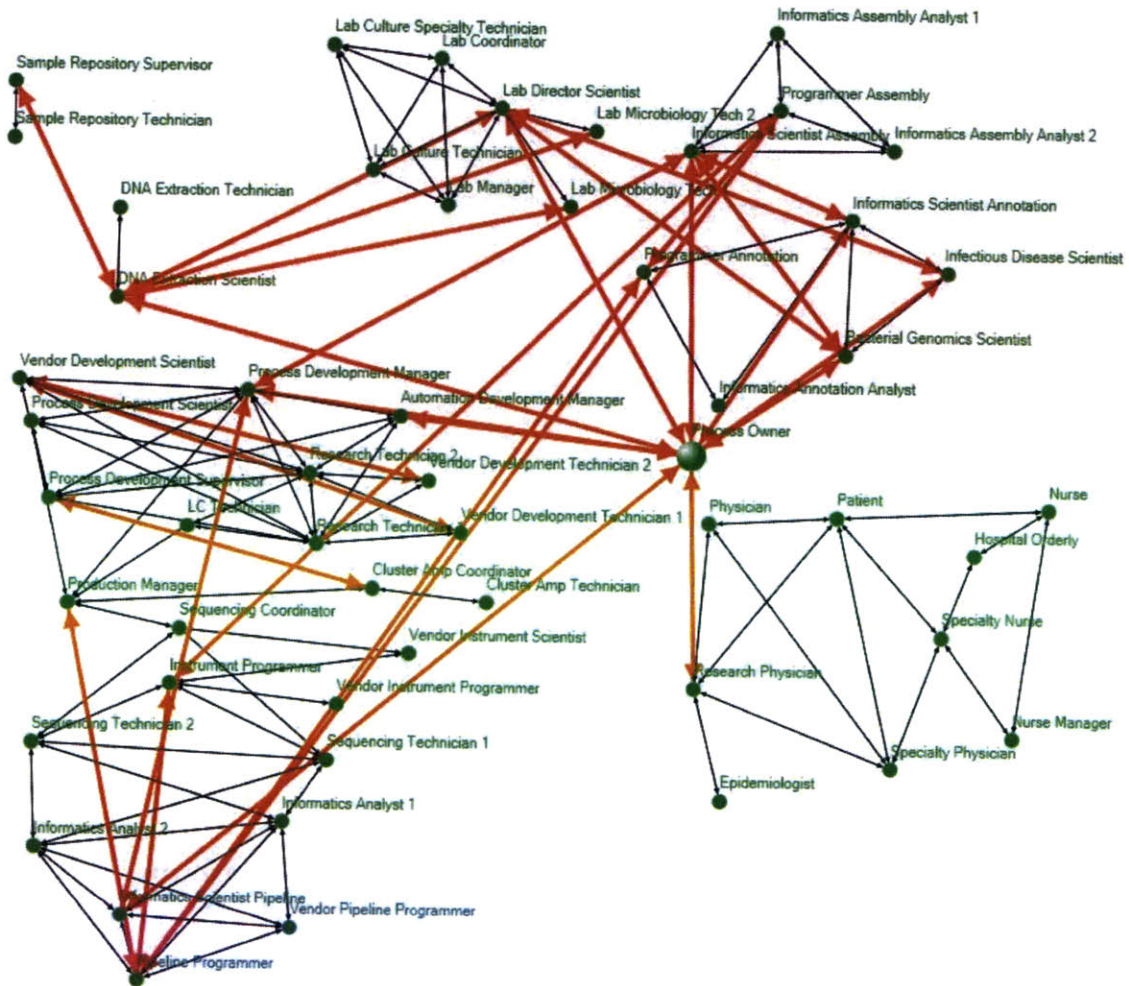 Informatics Assembly Analyst 1
Lab Culture Specialty Technician
Lab Coordinator
Sample Repository Supervisor
Lab Director Scientist
Programmer Assembly
Lab Microbiology Tech 2
Sample Repository Technician
Informatics Scientist Assembly
Informatics Assembly Analyst 2
Lab Culture Technician
DNA Extraction Technician
Lab Manager
Lab Microbiology Tech
Informatics Scientist Annotation
Programmer Annotation
Infectious Disease Scientist
DNA Extraction Scientist
Bacterial Genomics Scientist
Vendor Development Scientist
Process Development Manager
Informatics Annotation Analyst
Process Development Scientist
Automation Development Manager
Process Owner
Research Technician 2
Vendor Development Technician 2
Process Development Supervisor
Physician
Patient
Nurse
LC Technician
Research Technician
Vendor Development Technician 1
Hospital Orderly
Production Manager
Cluster Amp Coordinator
Cluster Amp Technician
Sequencing Coordinator
Specialty Nurse
Vendor Instrument Scientist
Instrument Programmer
Research Physician
Vendor Instrument Programmer
Sequencing Technician 2
Nurse Manager
Sequencing Technician 1
Specialty Physician
Epidemiologist
Informatics Analyst 1
Informatics Analyst 2
Informatics Scientist Pipeline
Vendor Pipeline Programmer
Pipeline Programmer